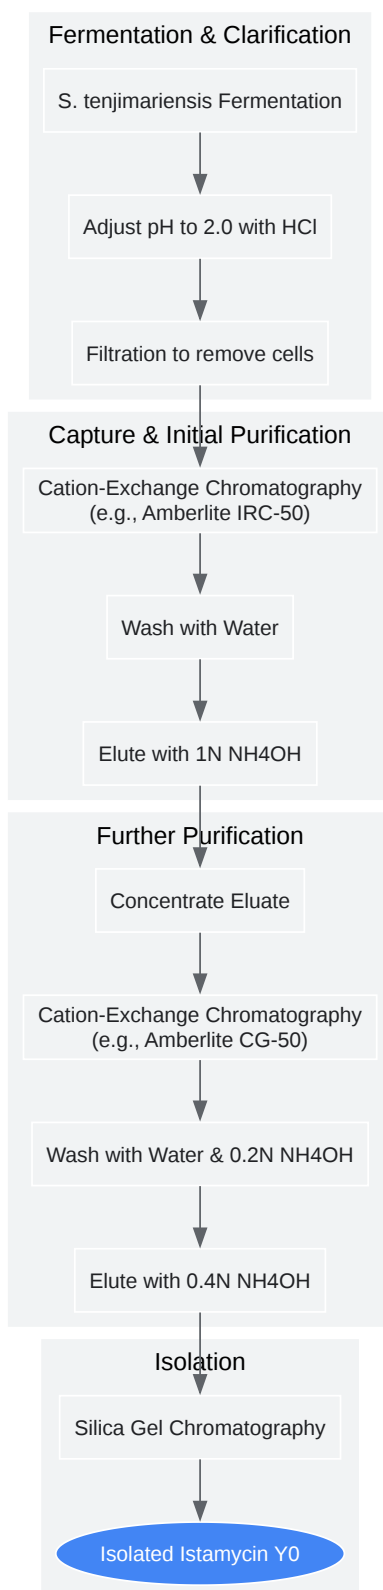 Fermentation & Clarification
S. tenjimariensis Fermentation
Adjust pH to 2.0 with HCl
Filtration to remove cells
Capture & Initial Purification
Cation-Exchange Chromatography
(e.g., Amberlite IRC-50)
Wash with Water
Elute with 1N NH4OH
Further Purification
Concentrate Eluate
Cation-Exchange Chromatography
(e.g., Amberlite CG-50)
Wash with Water & 0.2N NH4OH
Elute with 0.4N NH4OH
Isolation
Silica Gel Chromatography
Isolated Istamycin Y0